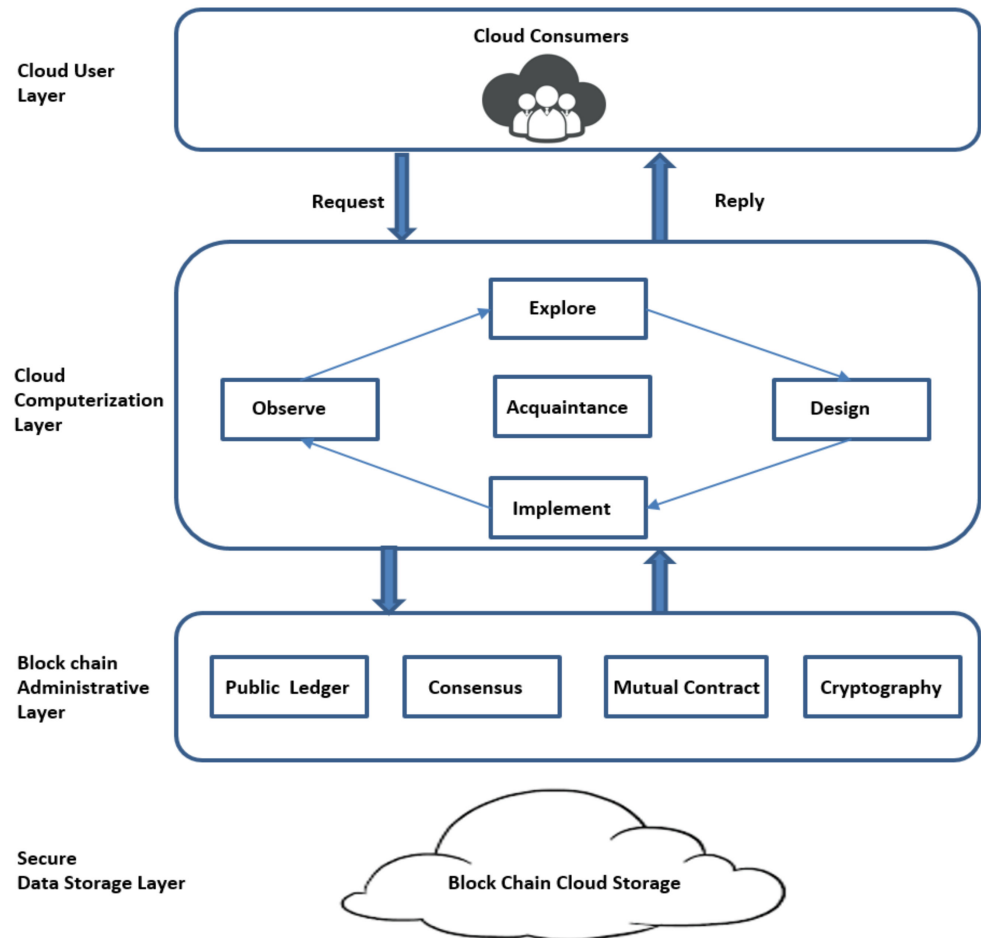 Cloud Consumers
Cloud User
Layer
Request
Reply
Explore
Cloud
Computerization
Layer
Observe
Acquaintance
Design
Implement
Block chain
Administrative
Layer
Public Ledger
Consensus
Mutual Contract
Cryptography
Secure
Data Storage Layer
Block Chain Cloud Storage